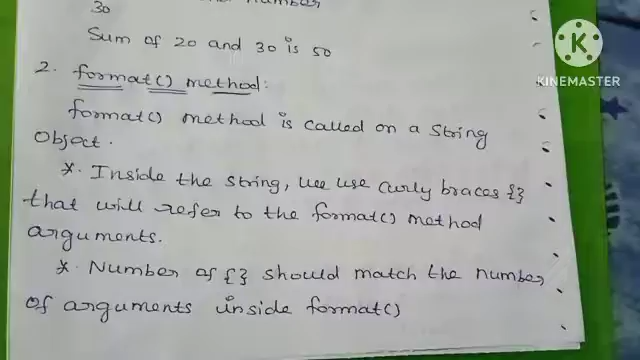 30
Sum of 20 and 30 is 50
2. format() method:
format() method is called on a String
Object.
*. Inside the string, we use curly braces {}
that will refer to the format() method
arguments.
*. Number of {} should match the number
of arguments inside format()
K
KINEMASTER